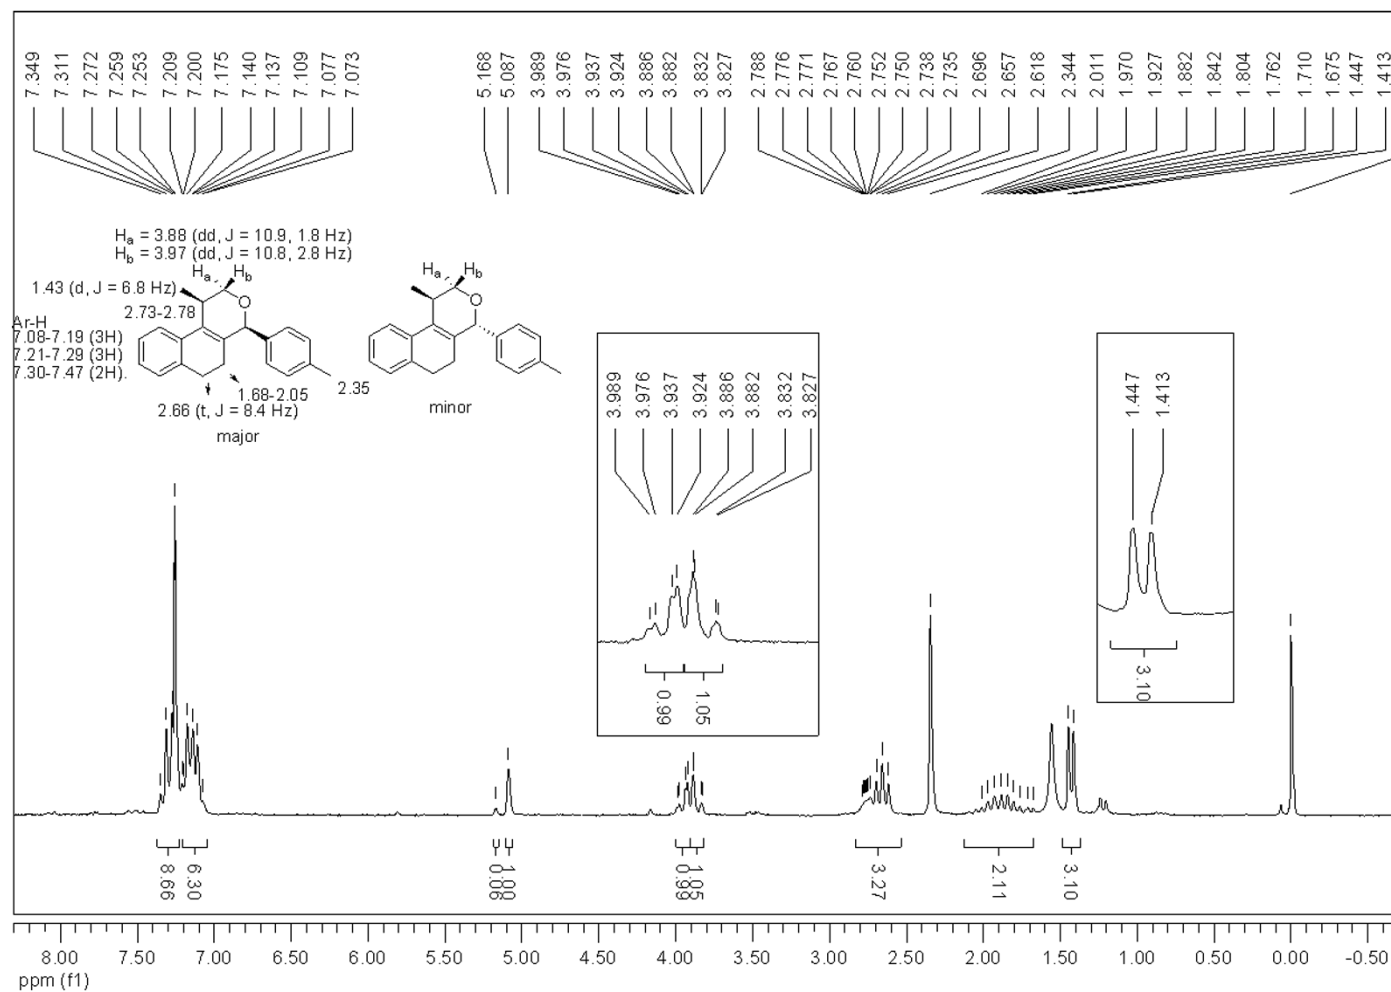 7.349 7.311 7.272 7.259 7.253 7.209 7.200 7.175 7.140 7.137 7.109 7.077 7.073 5.168 5.087 3.989 3.976 3.937 3.924 3.886 3.882 3.832 3.827 2.788 2.776 2.771 2.767 2.760 2.752 2.750 2.738 2.735 2.696 2.657 2.618 2.344 2.011 1.970 1.927 1.882 1.842 1.804 1.762 1.710 1.675 1.447 1.413
Ha = 3.88 (dd, J = 10.9, 1.8 Hz)
Hb = 3.97 (dd, J = 10.8, 2.8 Hz)
Ha Hb
1.43 (d, J = 6.8 Hz)
O
2.73-2.78
Ar-H
7.08-7.19 (3H)
7.21-7.29 (3H)
7.30-7.47 (2H).
1.68-2.05
2.35
2.66 (t, J = 8.4 Hz)
major
Ha Hb
O
minor
3.989 3.976 3.937 3.924 3.886 3.882 3.832 3.827
0.99 1.05
1.447 1.413
3.10
8.66 6.30 0.06 1.00 0.99 1.05 3.27 2.11 3.10
8.00 7.50 7.00 6.50 6.00 5.50 5.00 4.50 4.00 3.50 3.00 2.50 2.00 1.50 1.00 0.50 0.00 -0.50
ppm (f1)